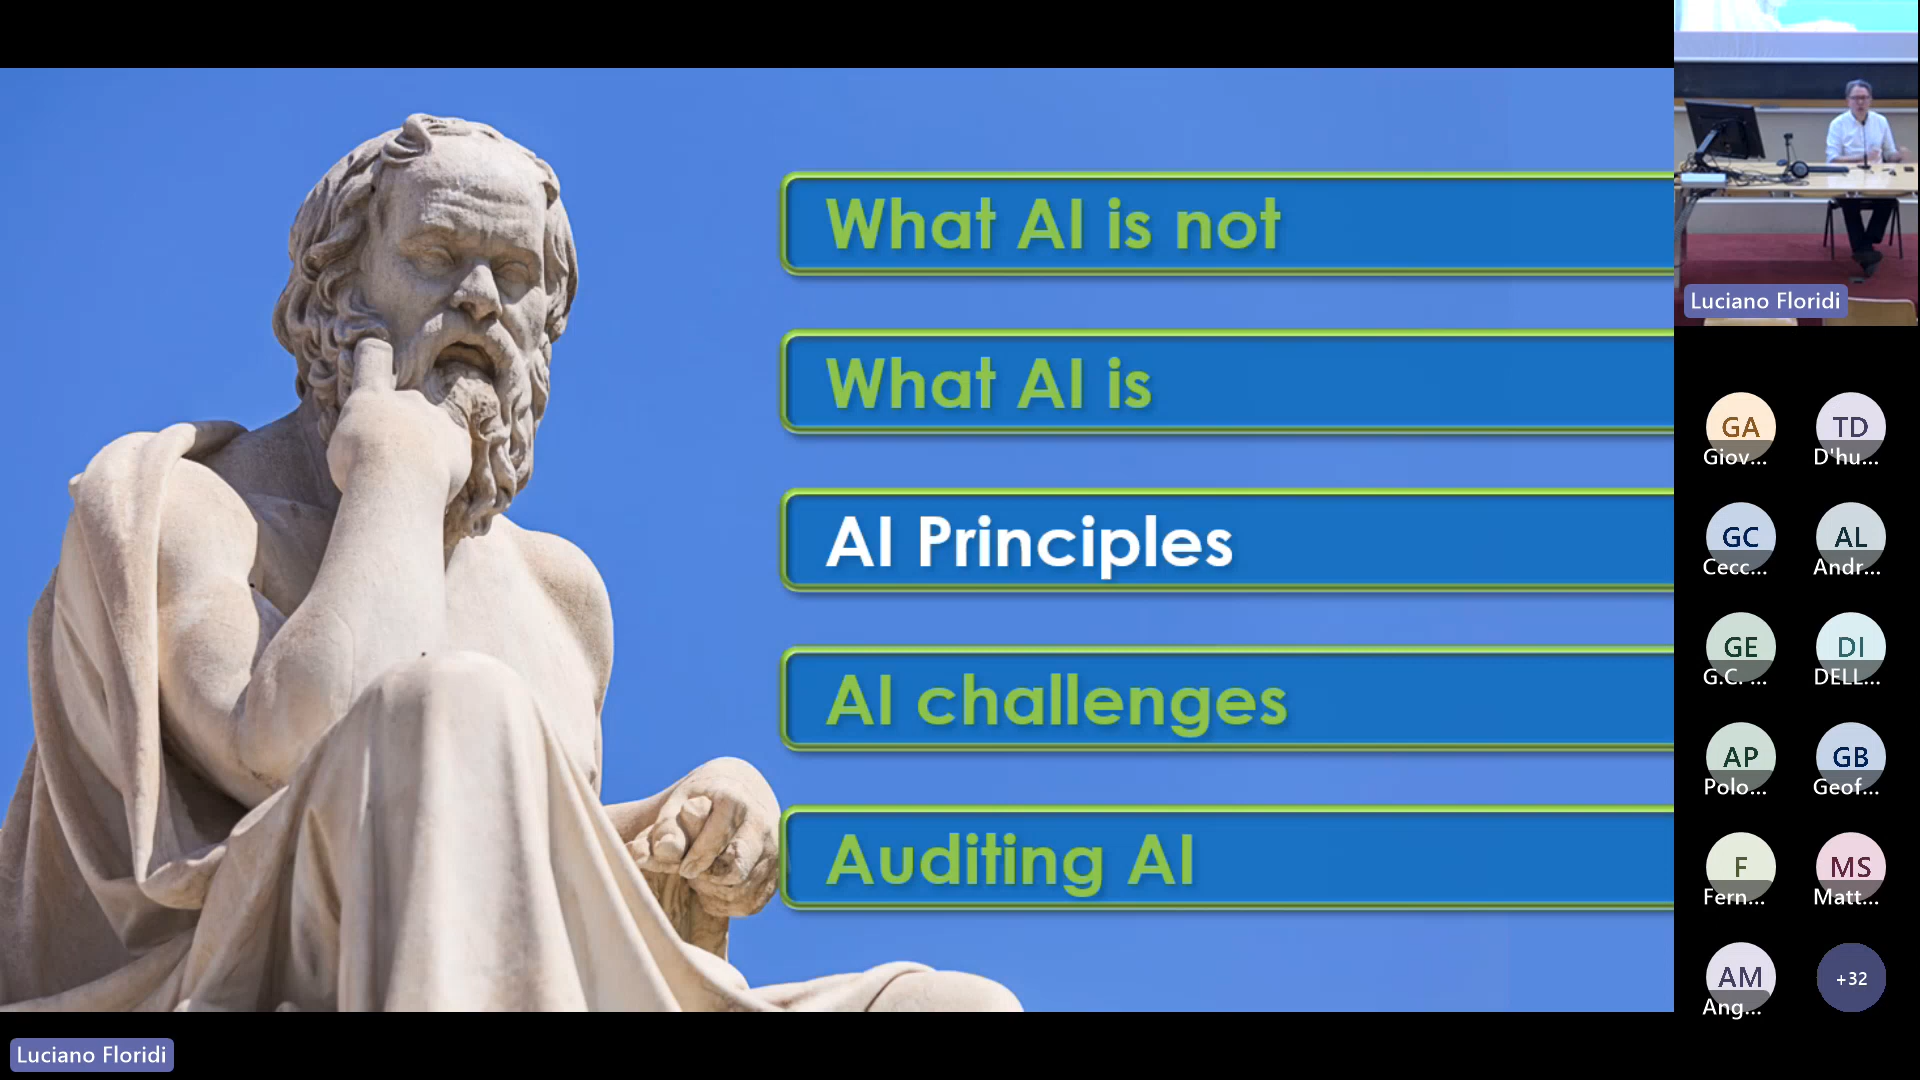 What AI is not
What AI is
AI Principles
AI challenges
Auditing AI
Luciano Floridi
GA
Giov...
TD
D'hu...
GC
Cecc...
AL
Andr...
GE
G.C. ...
DI
DELL...
AP
Polo...
GB
Geof...
F
Fern...
MS
Matt...
AM
Ang...
+32
Luciano Floridi